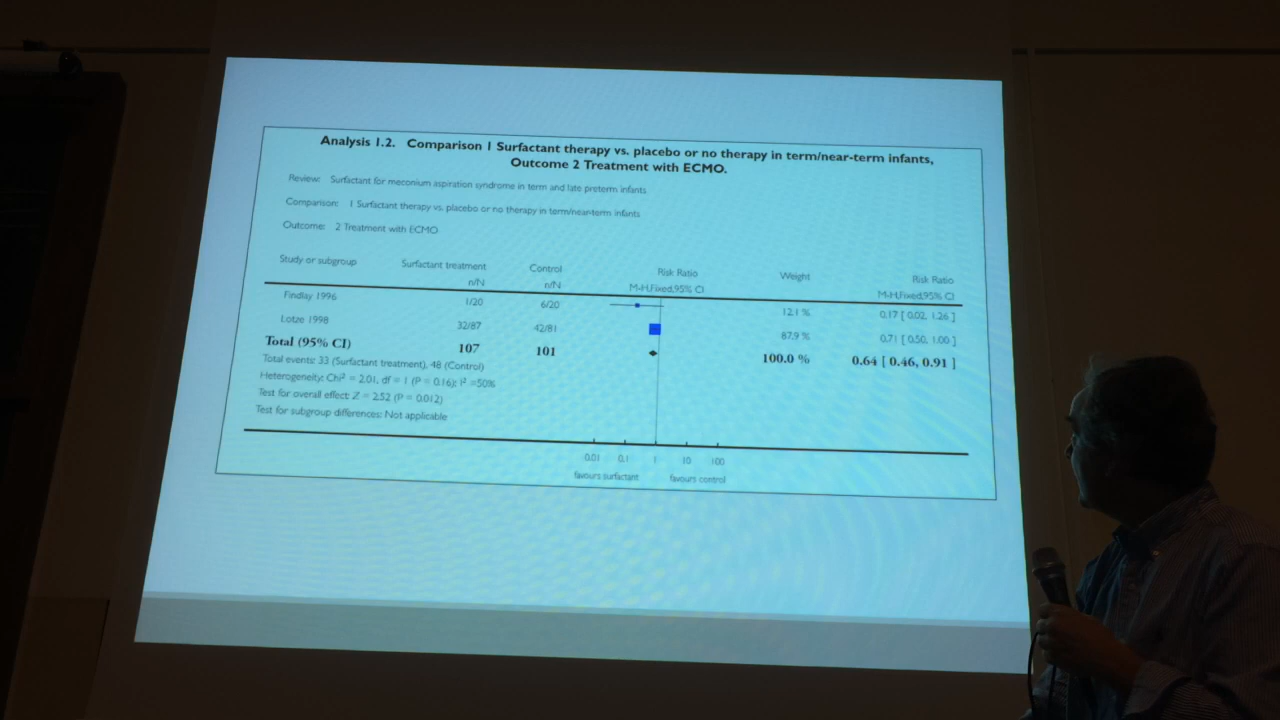 Analysis 1.2. Comparison 1 Surfactant therapy vs. placebo or no therapy in term/near-term infants,
Outcome 2 Treatment with ECMO.
Review: Surfactant for meconium aspiration syndrome in term and late preterm infants
Comparison: 1 Surfactant therapy vs. placebo or no therapy in term/near-term infants
Outcome: 2 Treatment with ECMO
Study or subgroup Surfactant treatment Control Risk Ratio Weight Risk Ratio
n/N n/N M-H,Fixed,95% CI M-H,Fixed,95% CI
Findlay 1996 1/20 6/20 12.1 % 0.17 [ 0.02, 1.26 ]
Lotze 1998 32/87 42/81 87.9 % 0.71 [ 0.50, 1.00 ]
Total (95% CI) 107 101 100.0 % 0.64 [ 0.46, 0.91 ]
Total events: 33 (Surfactant treatment), 48 (Control)
Heterogeneity: Chi² = 2.01, df = 1 (P = 0.16); I² =50%
Test for overall effect: Z = 2.52 (P = 0.012)
Test for subgroup differences: Not applicable
0.01 0.1 1 10 100
favours surfactant favours control